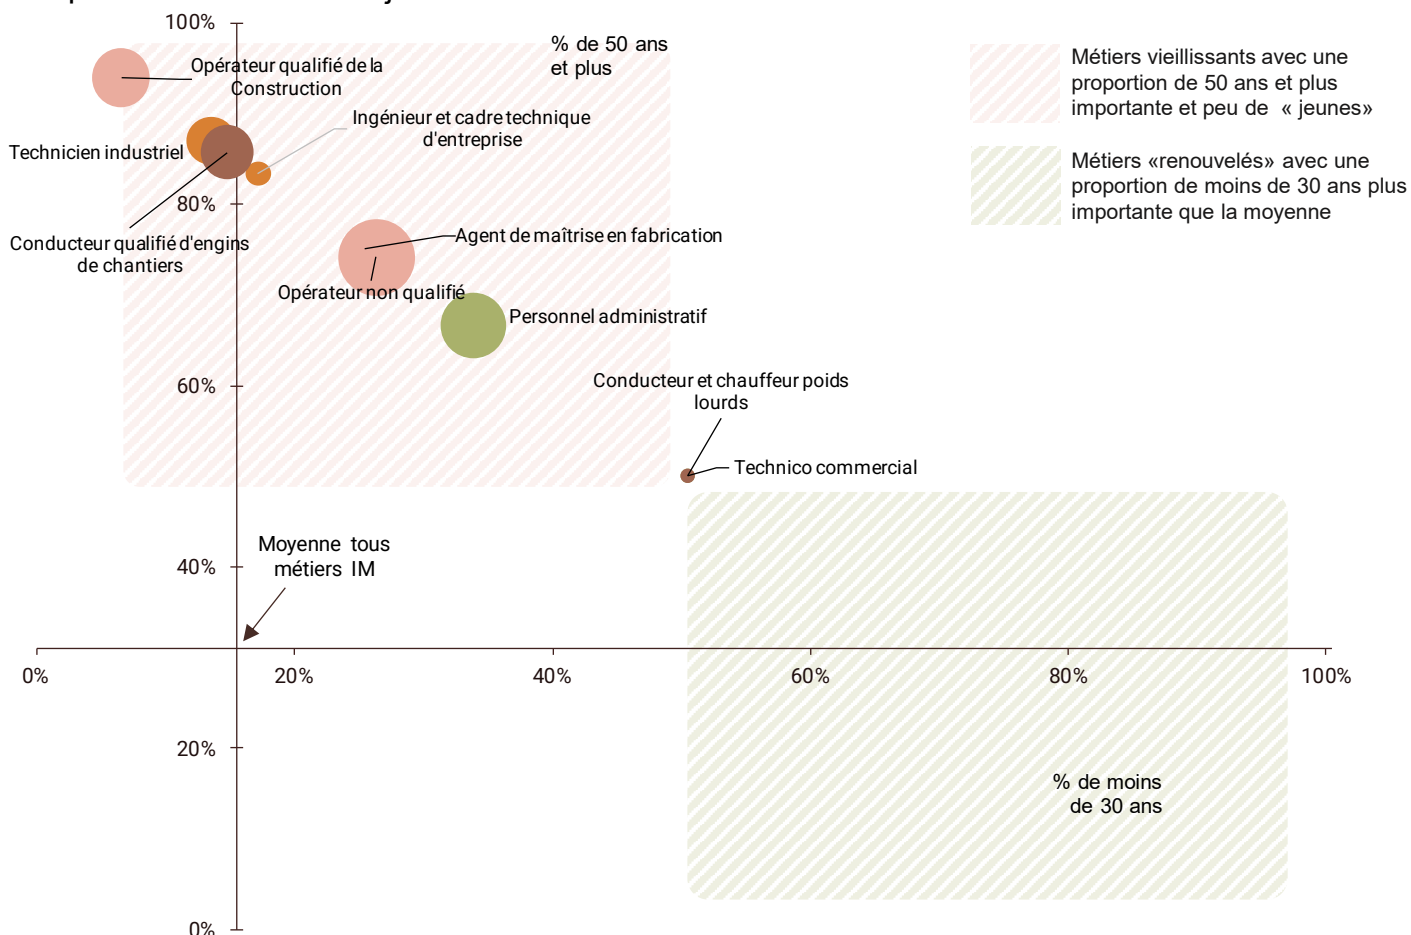 100%
% de 50 ans
et plus
Opérateur qualifié de la
Construction
Ingénieur et cadre technique
d'entreprise
Technicien industriel
80%
Conducteur qualifié d'engins
de chantiers
Agent de maîtrise en fabrication
Opérateur non qualifié
Personnel administratif
60%
Conducteur et chauffeur poids
lourds
Technico commercial
Métiers vieillissants avec une
proportion de 50 ans et plus
importante et peu de « jeunes»
Métiers «renouvelés» avec une
proportion de moins de 30 ans plus
importante que la moyenne
Moyenne tous
métiers IM
40%
0%
20%
40%
60%
80%
100%
20%
% de moins
de 30 ans
0%